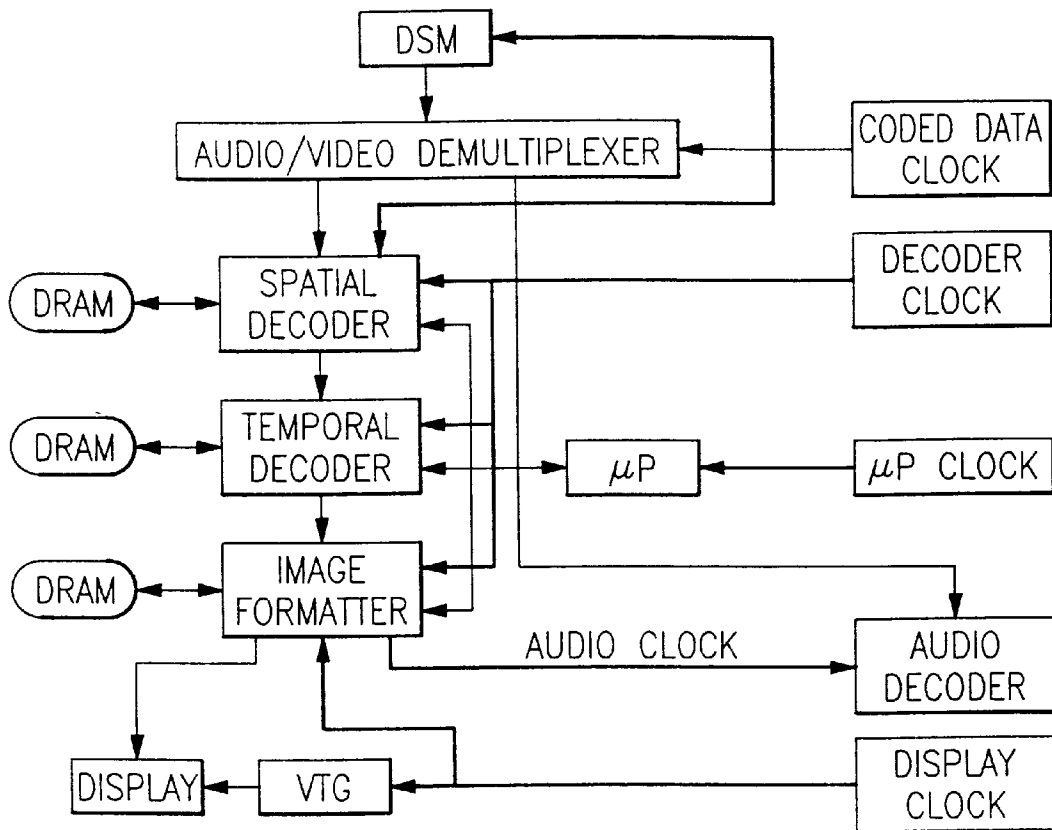 DSM
AUDIO/VIDEO DEMULTIPLEXER
CODED DATA
CLOCK
DRAM
SPATIAL
DECODER
DECODER
CLOCK
DRAM
TEMPORAL
DECODER
μP
μP CLOCK
DRAM
IMAGE
FORMATTER
AUDIO CLOCK
AUDIO
DECODER
DISPLAY
VTG
DISPLAY
CLOCK